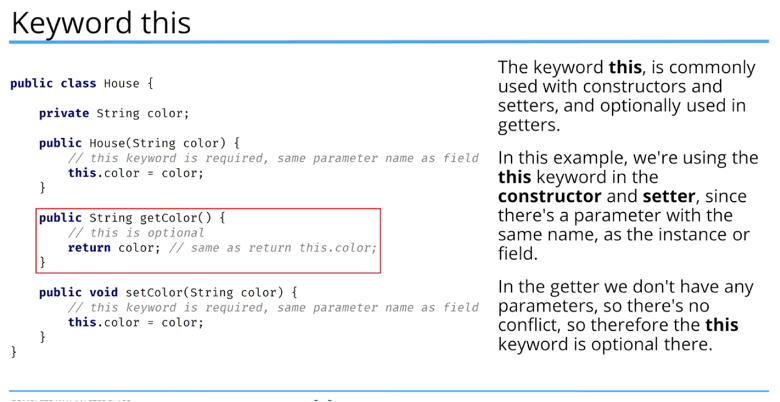 Keyword this
public class House {
private String color;
public House(String color) {
// this keyword is required, same parameter name as field
this.color = color;
}
public String getColor() {
// this is optional
return color; // same as return this.color;
}
public void setColor(String color) {
// this keyword is required, same parameter name as field
this.color = color;
}
}
The keyword this, is commonly
used with constructors and
setters, and optionally used in
getters.
In this example, we're using the
this keyword in the
constructor and setter, since
there's a parameter with the
same name, as the instance or
field.
In the getter we don't have any
parameters, so there's no
conflict, so therefore the this
keyword is optional there.